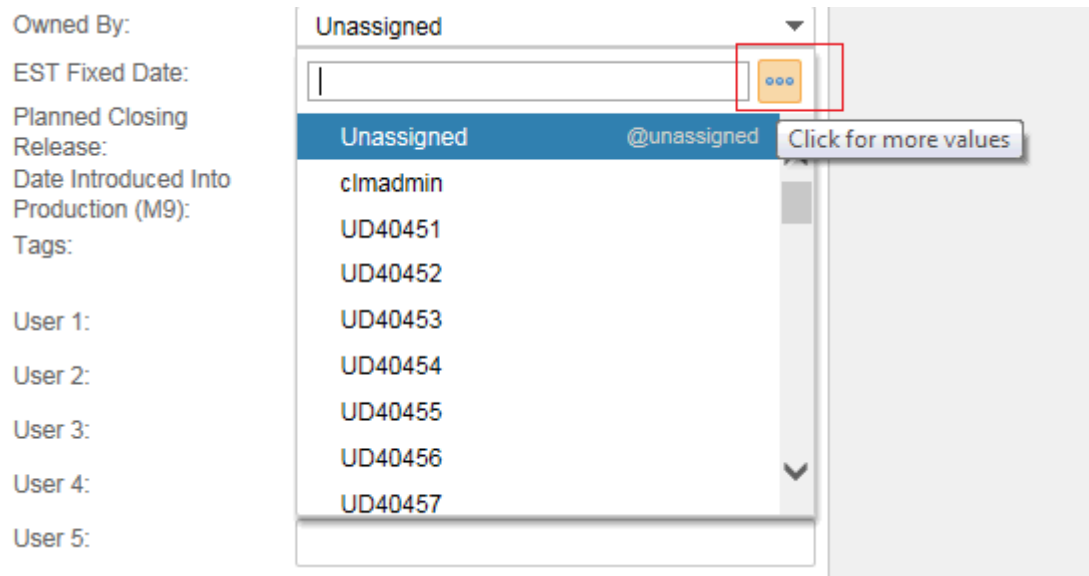 Owned By:
Unassigned
EST Fixed Date:
Planned Closing
Release:
Unassigned @unassigned
Click for more values
Date Introduced Into
Production (M9):
clmadmin
Tags:
UD40451
UD40452
User 1:
UD40453
User 2:
UD40454
User 3:
UD40455
User 4:
UD40456
UD40457
User 5: